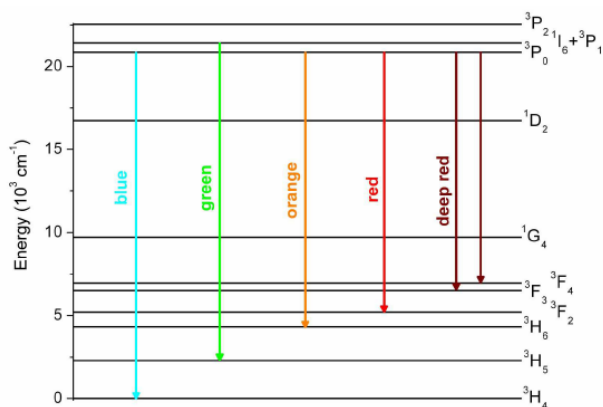 ³P₂ ¹I₆+³P₁
³P₀
20
¹D₂
15
Energy (10³ cm⁻¹)
blue
green
orange
red
deep red
10
¹G₄
³F₄
³F₃ ³F₂
5
³H₆
³H₅
0
³H₄